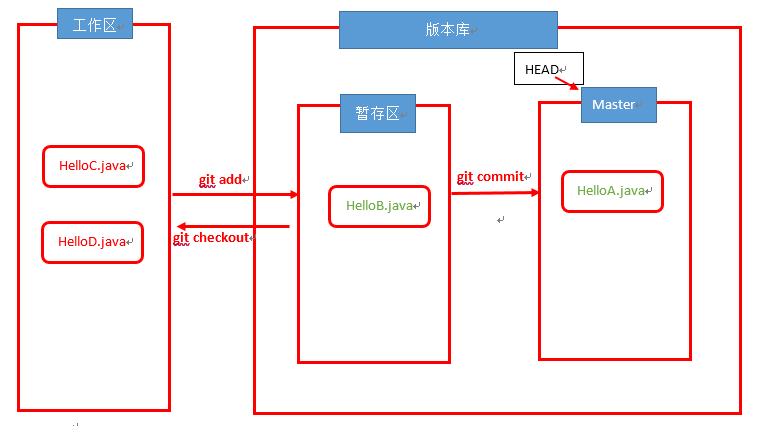 工作区
版本库
HEAD
暂存区
Master
HelloC.java
git add
git commit
HelloA.java
HelloB.java
HelloD.java
git checkout